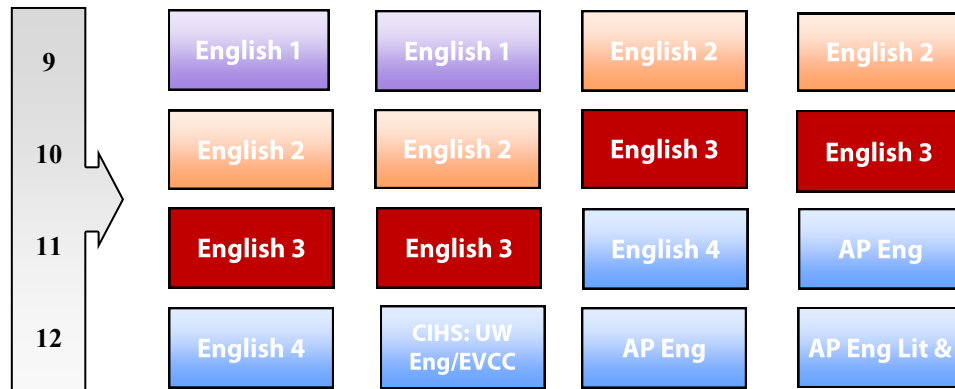 9 English 1 English 1 English 2 English 2
10 English 2 English 2 English 3 English 3
11 English 3 English 3 English 4 AP Eng
12 English 4 CIHS: UW Eng/EVCC AP Eng AP Eng Lit &